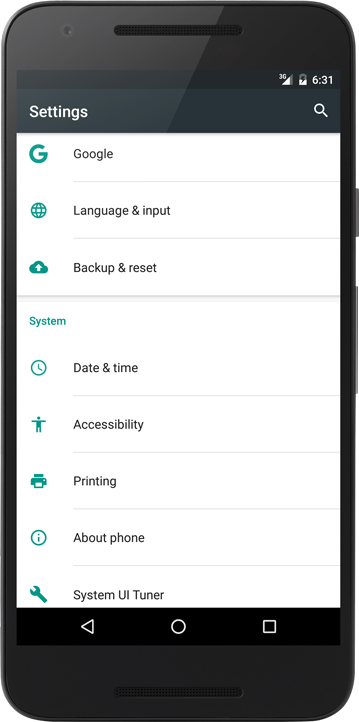 3G 6:31
Settings
Google
Language & input
Backup & reset
System
Date & time
Accessibility
Printing
About phone
System UI Tuner